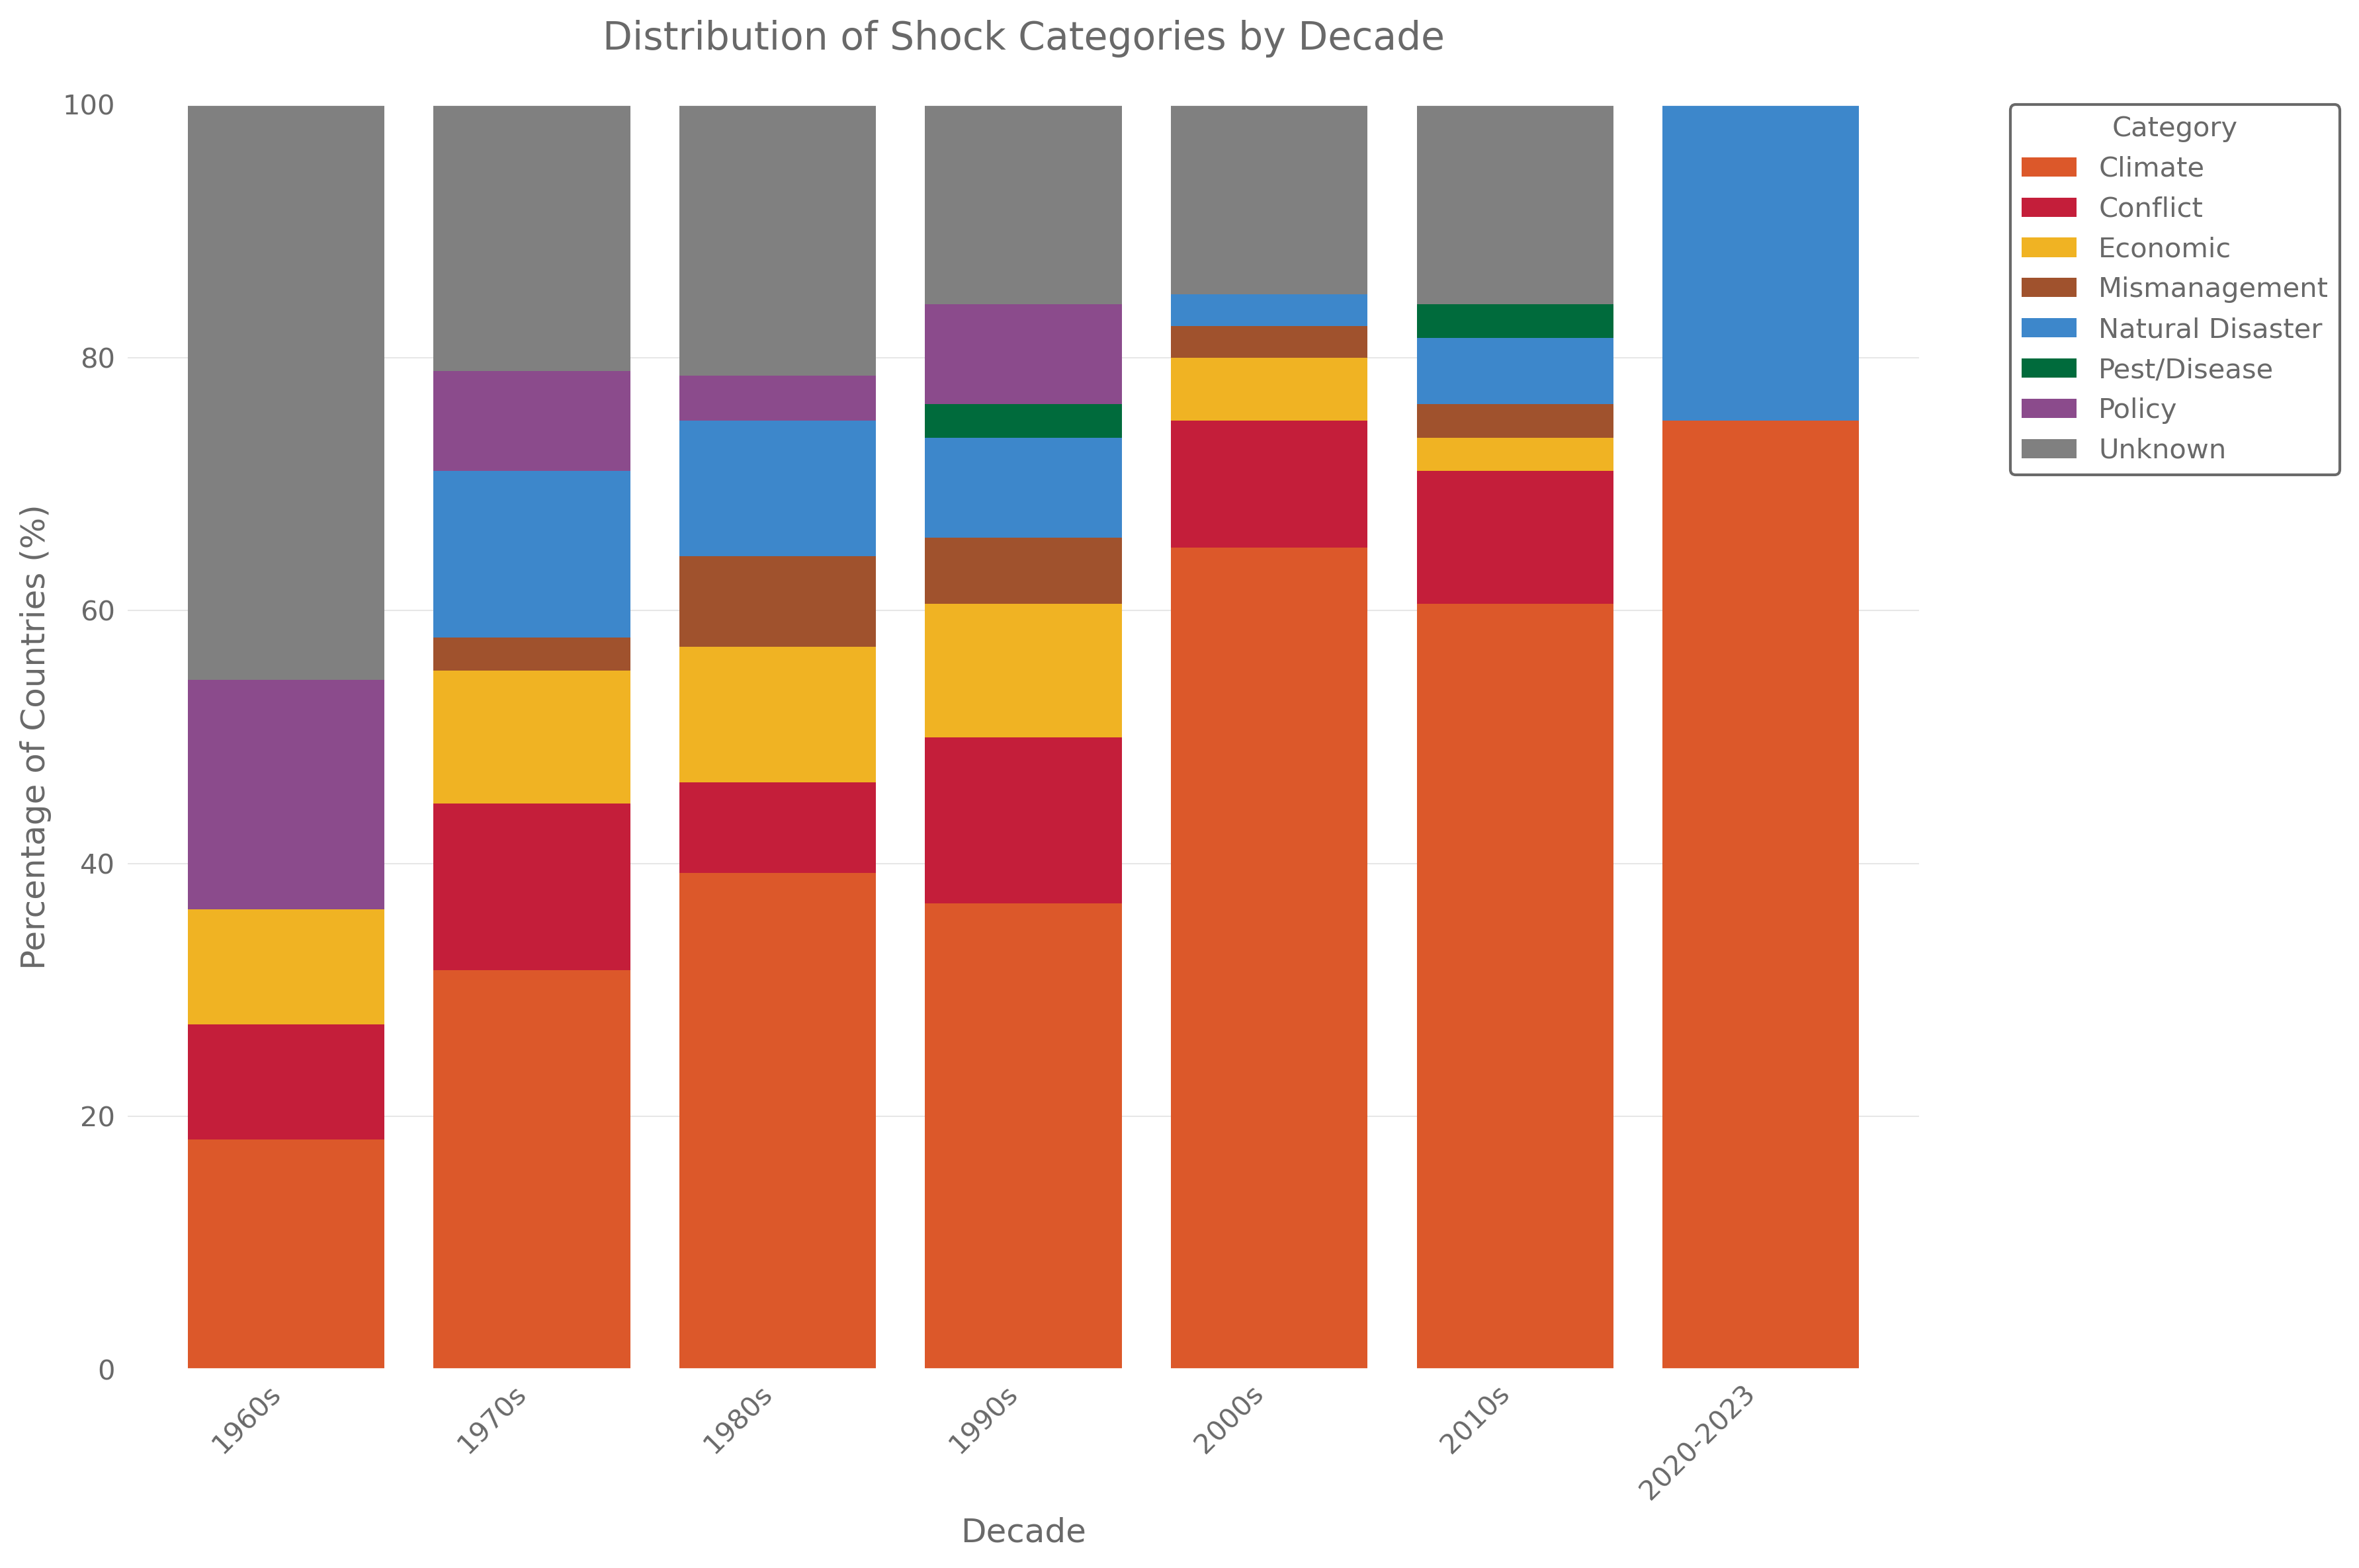 Distribution of Shock Categories by Decade
Percentage of Countries (%)
100
80
60
40
20
0
1960s
1970s
1980s
1990s
2000s
2010s
2020-2023
Decade
Category
Climate
Conflict
Economic
Mismanagement
Natural Disaster
Pest/Disease
Policy
Unknown